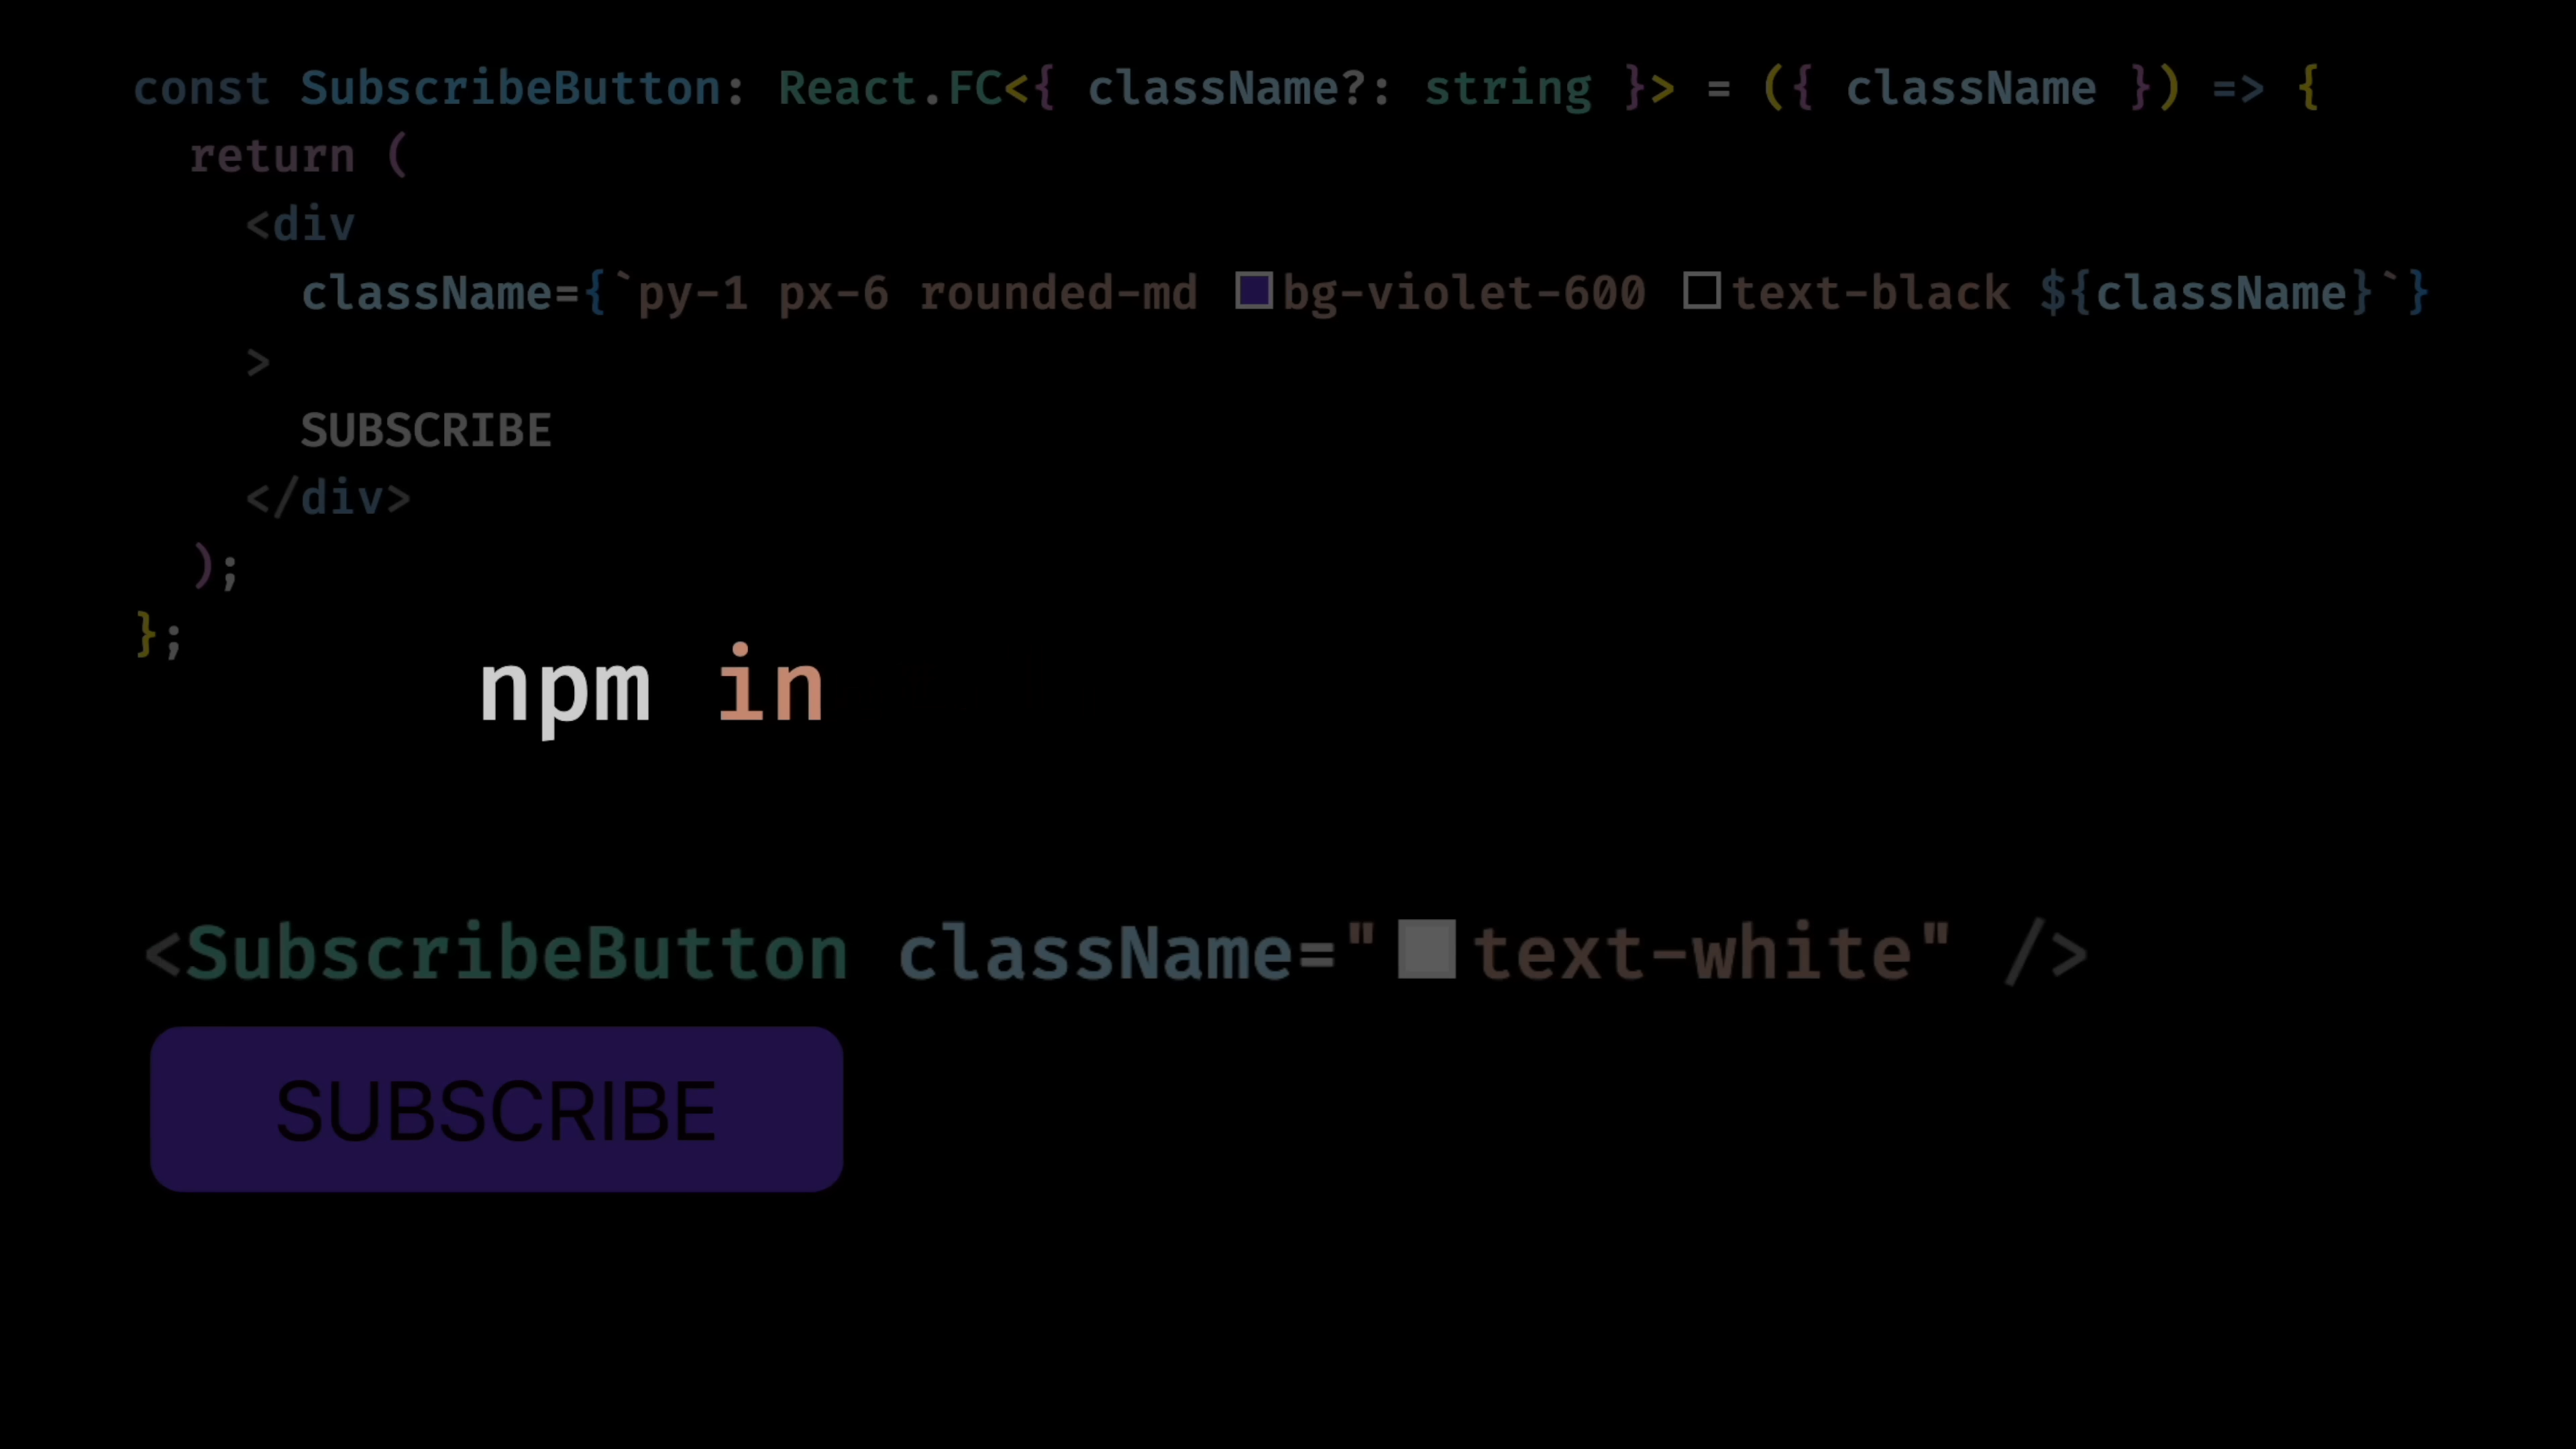 const SubscribeButton: React.FC<{ className?: string }> = ({ className }) => {
  return (
    <div
      className={`py-1 px-6 rounded-md bg-violet-600 text-black ${className}`}
    >
      SUBSCRIBE
    </div>
  );
};
npm in
<SubscribeButton className="text-white" />
SUBSCRIBE